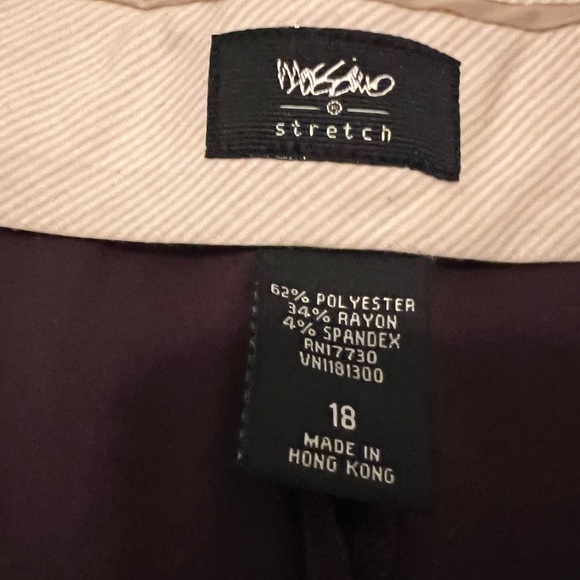 mossimo
®
stretch
62% POLYESTER
34% RAYON
4% SPANDEX
RN17730
VN1181300
18
MADE IN
HONG KONG